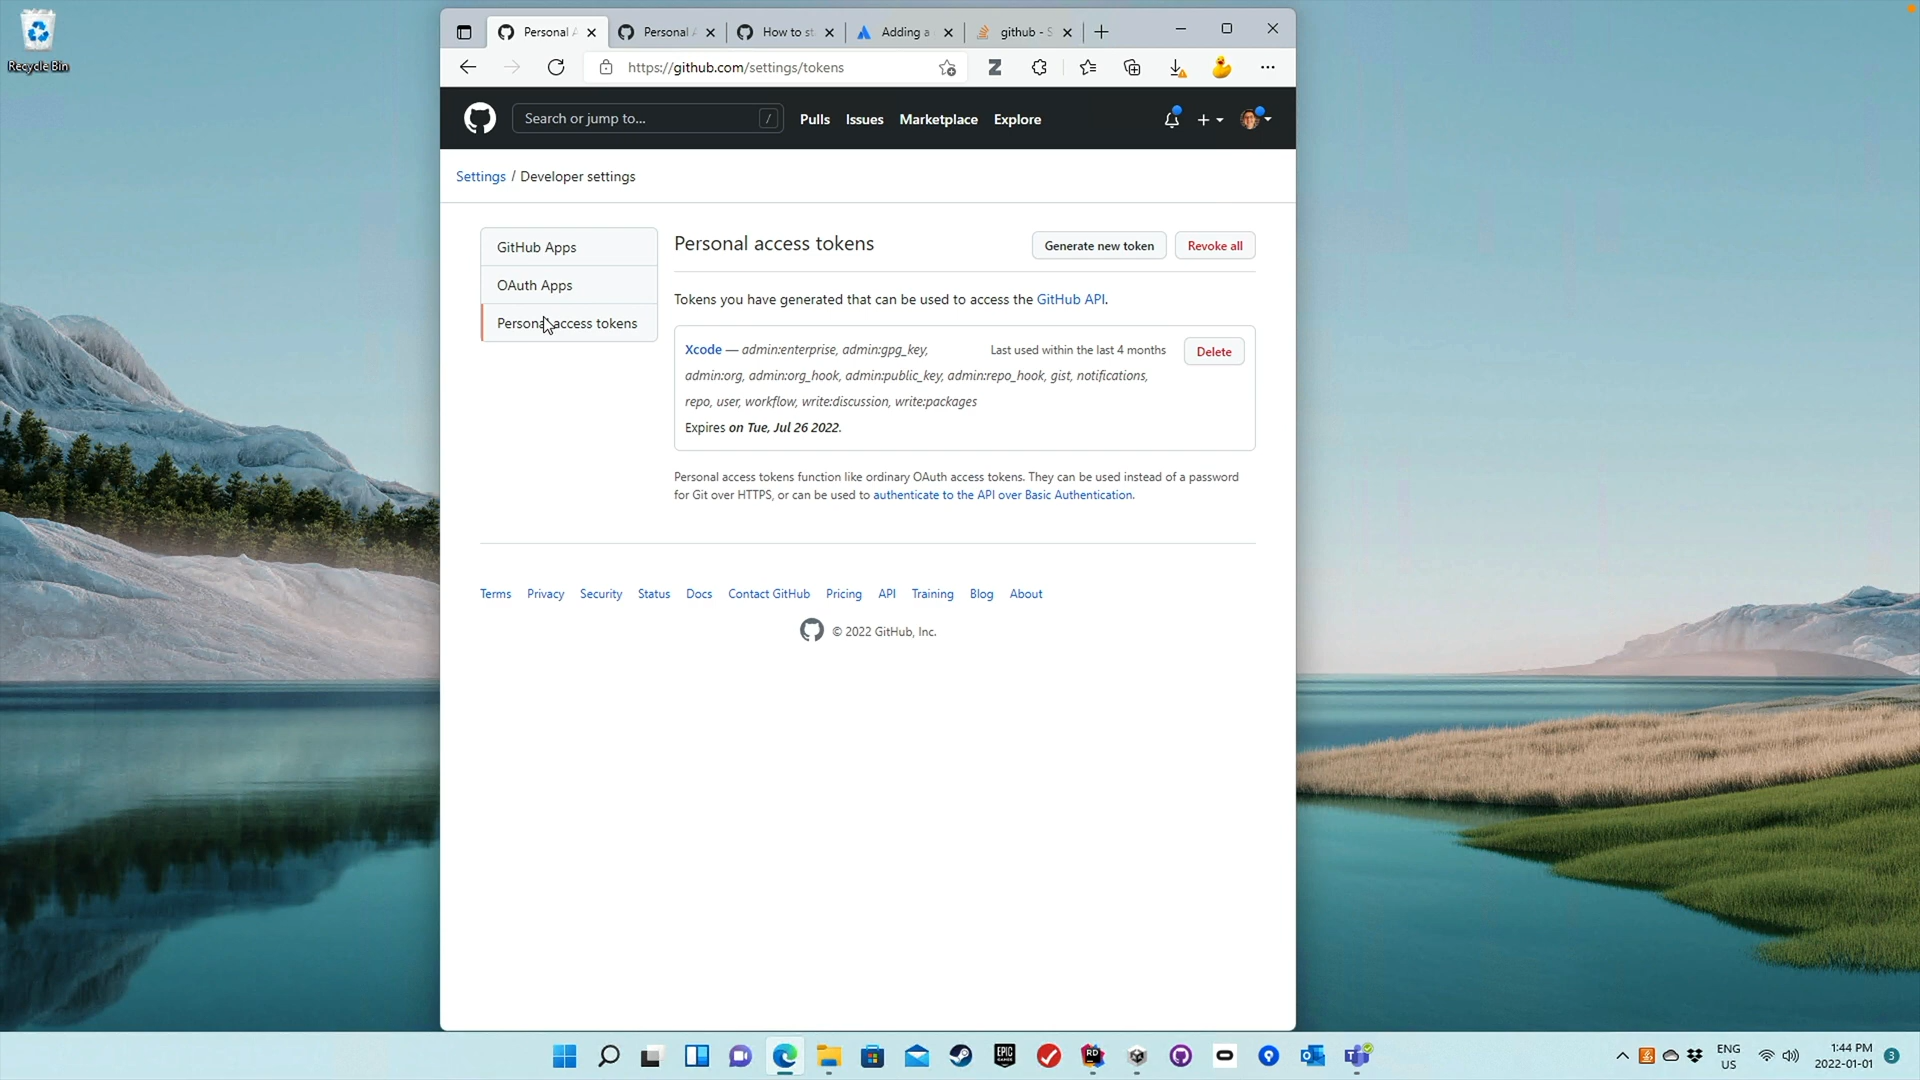 Recycle Bin
Personal A
Personal A
How to st
Adding a
github - S
https://github.com/settings/tokens
Search or jump to...
/
Pulls
Issues
Marketplace
Explore
Settings / Developer settings
GitHub Apps
OAuth Apps
Personal access tokens
Personal access tokens
Generate new token
Revoke all
Tokens you have generated that can be used to access the GitHub API.
Xcode — admin:enterprise, admin:gpg_key,
Last used within the last 4 months
Delete
admin:org, admin:org_hook, admin:public_key, admin:repo_hook, gist, notifications,
repo, user, workflow, write:discussion, write:packages
Expires on Tue, Jul 26 2022.
Personal access tokens function like ordinary OAuth access tokens. They can be used instead of a password
for Git over HTTPS, or can be used to authenticate to the API over Basic Authentication.
Terms
Privacy
Security
Status
Docs
Contact GitHub
Pricing
API
Training
Blog
About
© 2022 GitHub, Inc.
EPIC
GAMES
RD
ENG
US
1:44 PM
2022-01-01
3